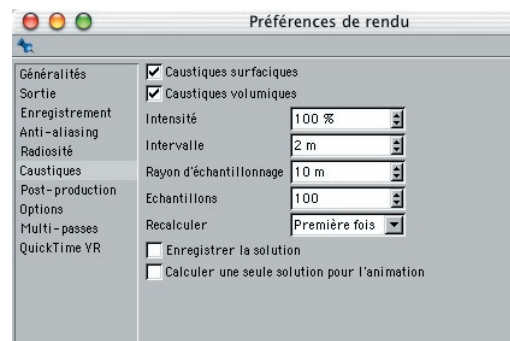 Préférences de rendu
Généralités
Sortie
Enregistrement
Anti-aliasing
Radiosité
Caustiques
Post-production
Options
Multi-passes
QuickTime VR
Caustiques surfaciques
Caustiques volumiques
Intensité 100 %
Intervalle 2 m
Rayon d'échantillonnage 10 m
Echantillons 100
Recalculer Première fois
Enregistrer la solution
Calculer une seule solution pour l'animation